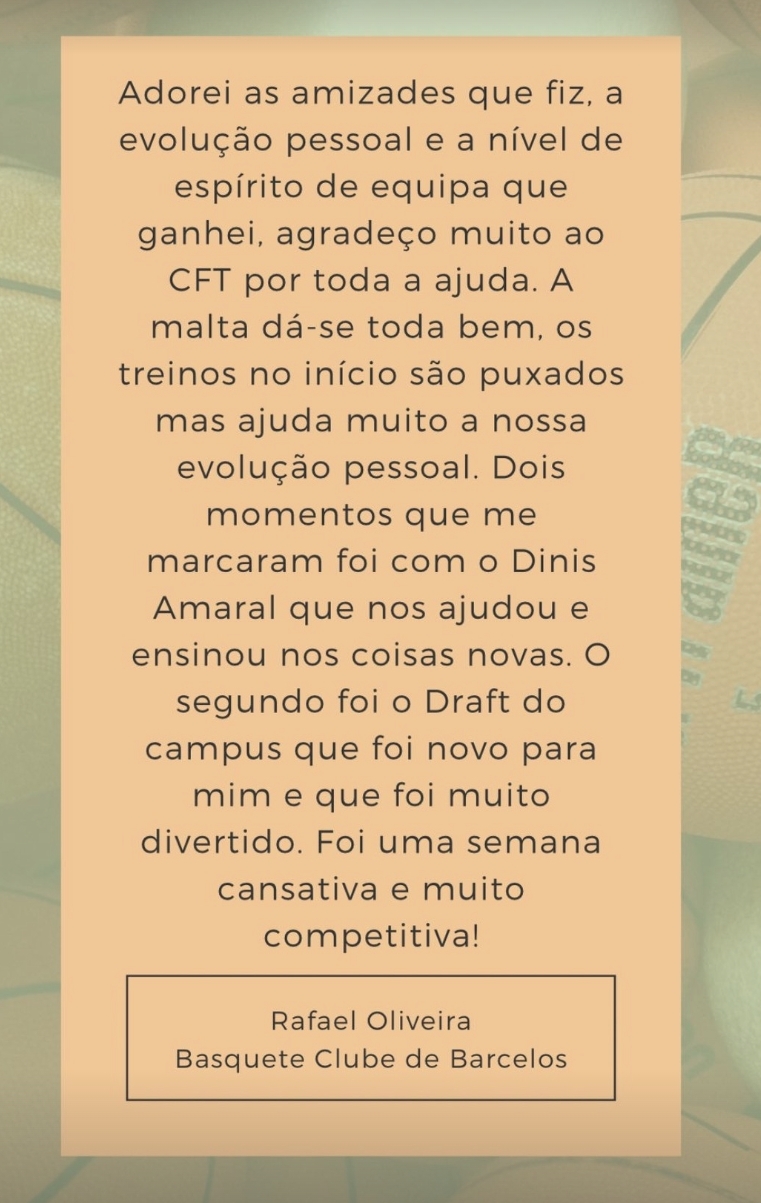 Adorei as amizades que fiz, a
evolução pessoal e a nível de
espírito de equipa que
ganhei, agradeço muito ao
CFT por toda a ajuda. A
malta dá-se toda bem, os
treinos no início são puxados
mas ajuda muito a nossa
evolução pessoal. Dois
momentos que me
marcaram foi com o Dinis
Amaral que nos ajudou e
ensinou nos coisas novas. O
segundo foi o Draft do
campus que foi novo para
mim e que foi muito
divertido. Foi uma semana
cansativa e muito
competitiva!
Rafael Oliveira
Basquete Clube de Barcelos